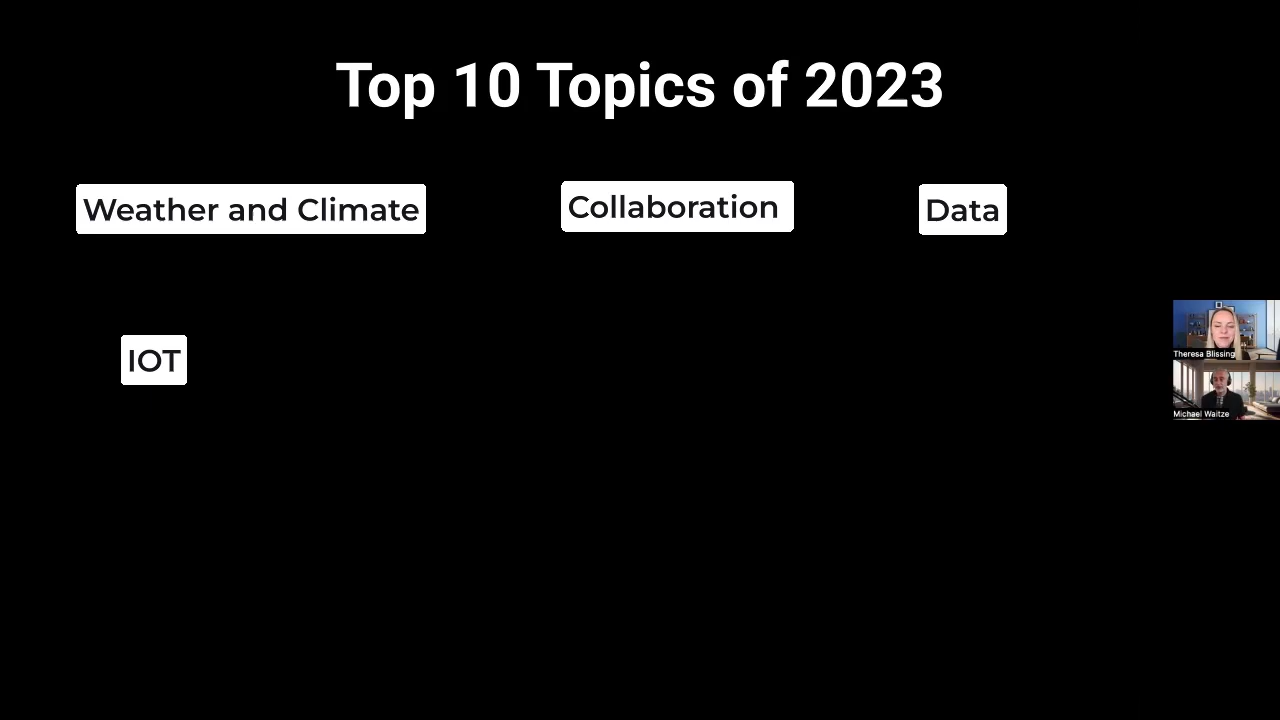 Top 10 Topics of 2023
Weather and Climate
Collaboration
Data
IOT
Theresa Blissing
Michael Waitze